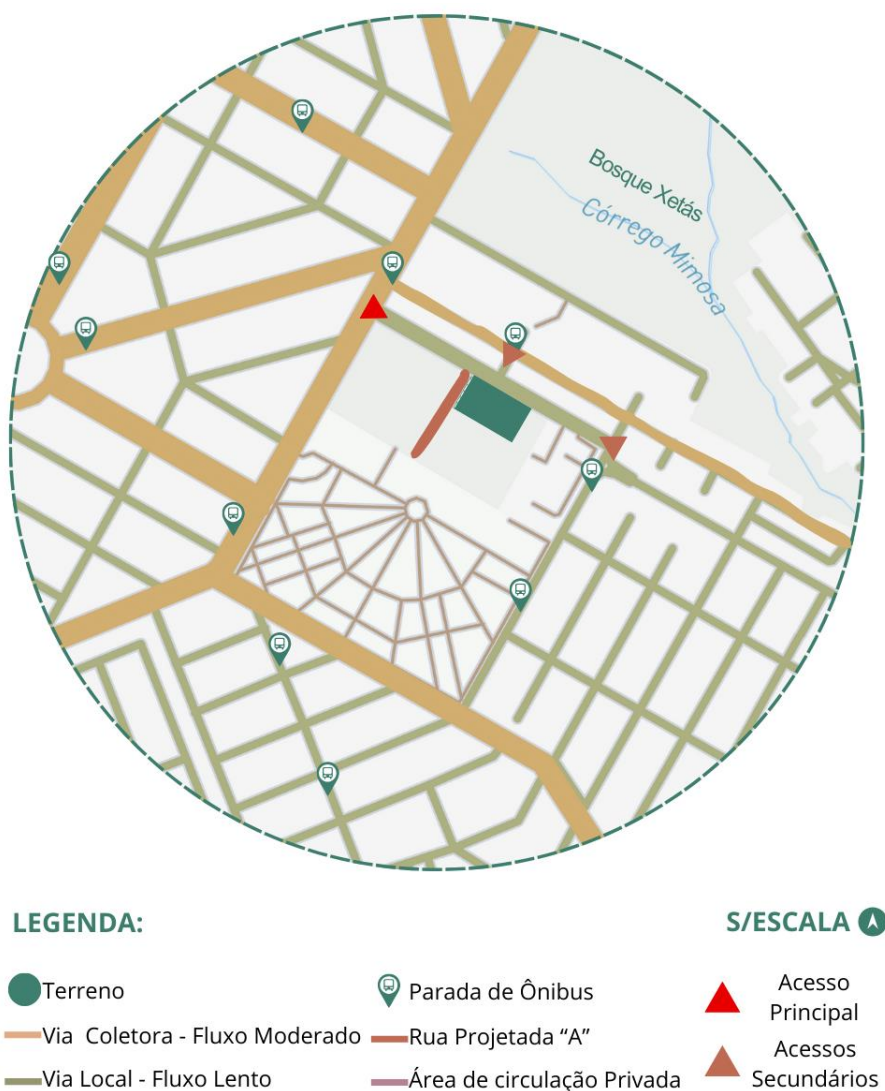 Bosque Xetás
Córrego Mimosa
LEGENDA:
S/ESCALA
Terreno
Parada de Ônibus
Acesso
Principal
Via Coletora - Fluxo Moderado
Rua Projetada “A”
Acessos
Secundários
Via Local - Fluxo Lento
Área de circulação Privada